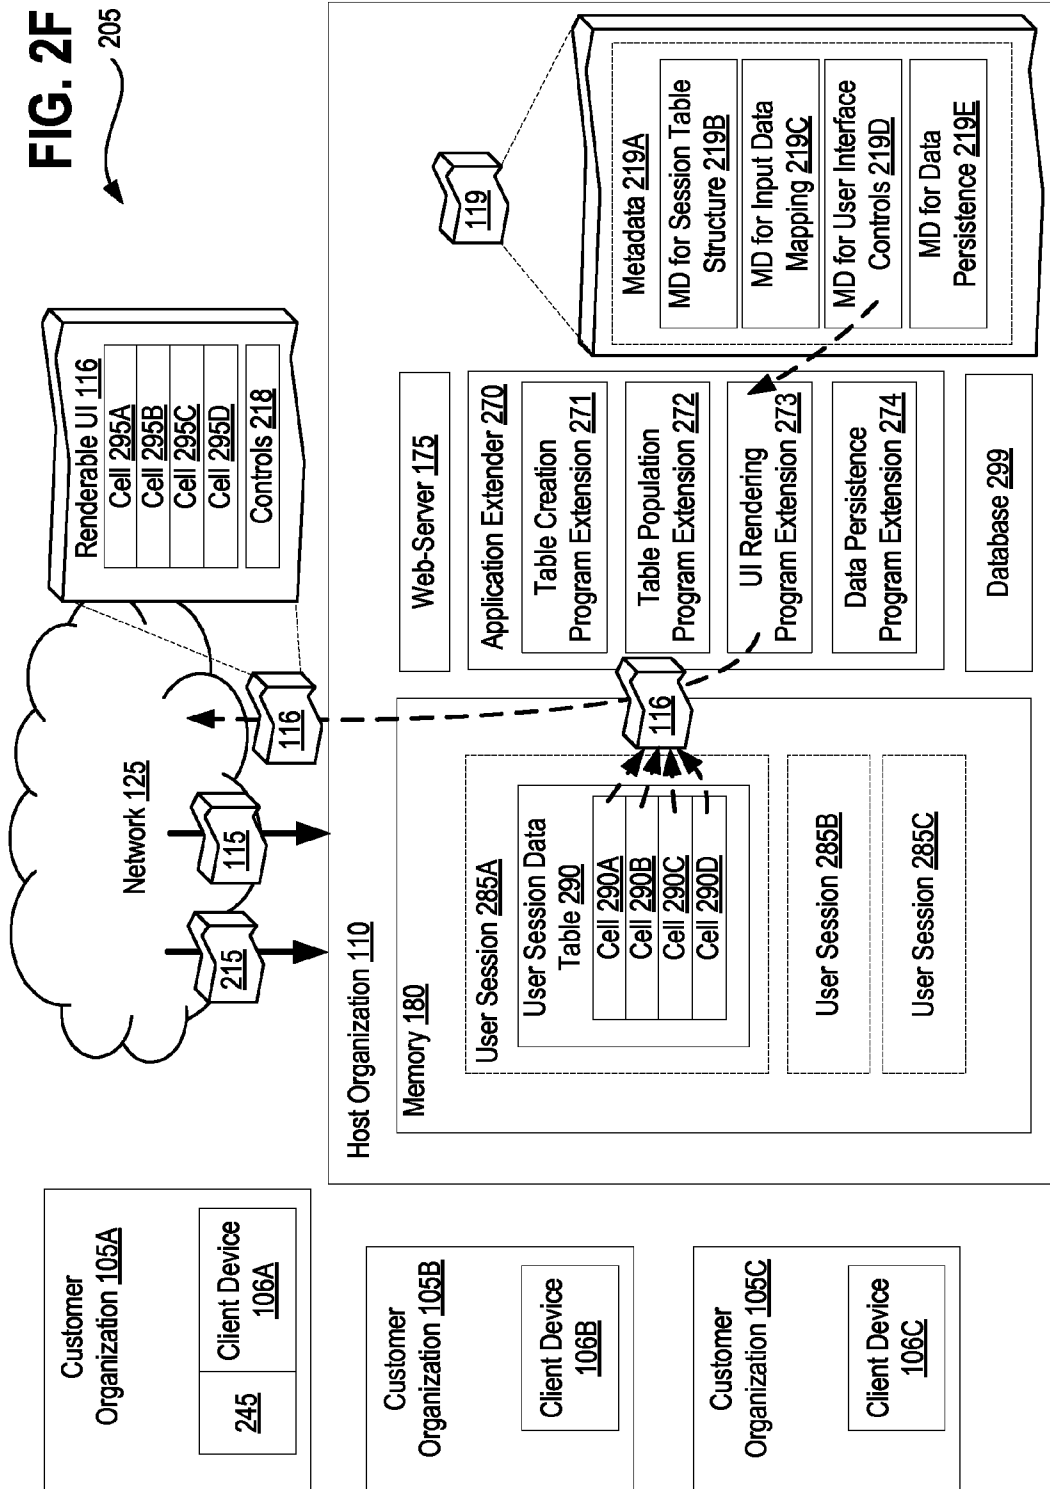 FIG. 2F
205
Customer
Organization 105A
245
Client Device
106A
Customer
Organization 105B
Client Device
106B
Customer
Organization 105C
Client Device
106C
Network 125
215
115
116
Renderable UI 116
Cell 295A
Cell 295B
Cell 295C
Cell 295D
Controls 218
Host Organization 110
Memory 180
User Session 285A
User Session Data
Table 290
Cell 290A
Cell 290B
Cell 290C
Cell 290D
116
User Session 285B
User Session 285C
Web-Server 175
Application Extender 270
Table Creation
Program Extension 271
Table Population
Program Extension 272
UI Rendering
Program Extension 273
Data Persistence
Program Extension 274
Database 299
119
Metadata 219A
MD for Session Table
Structure 219B
MD for Input Data
Mapping 219C
MD for User Interface
Controls 219D
MD for Data
Persistence 219E